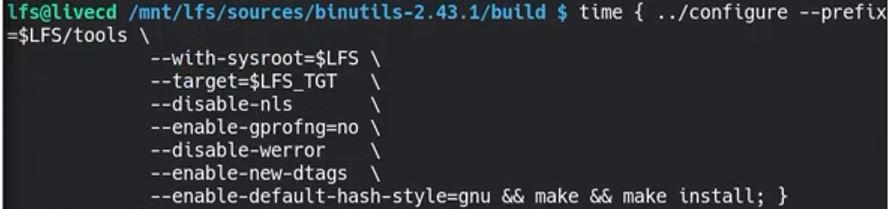 lfs@livecd /mnt/lfs/sources/binutils-2.43.1/build $ time { ../configure --prefix
=$LFS/tools \
--with-sysroot=$LFS \
--target=$LFS_TGT   \
--disable-nls       \
--enable-gprofng=no \
--disable-werror    \
--enable-new-dtags  \
--enable-default-hash-style=gnu && make && make install; }